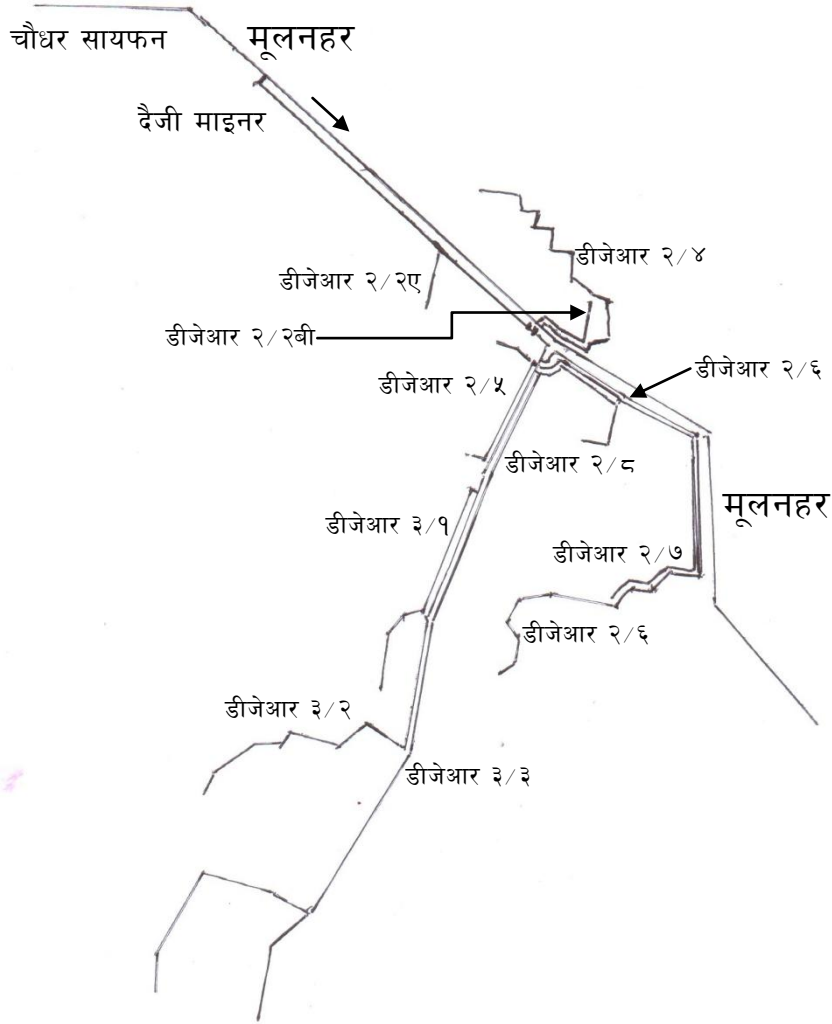 चौधर सायफन
मूलनहर
दैजी माइनर
डीजेआर २/४
डीजेआर २/२ए
डीजेआर २/२बी
डीजेआर २/६
डीजेआर २/५
डीजेआर २/८
मूलनहर
डीजेआर ३/१
डीजेआर २/७
डीजेआर २/६
डीजेआर ३/२
डीजेआर ३/३